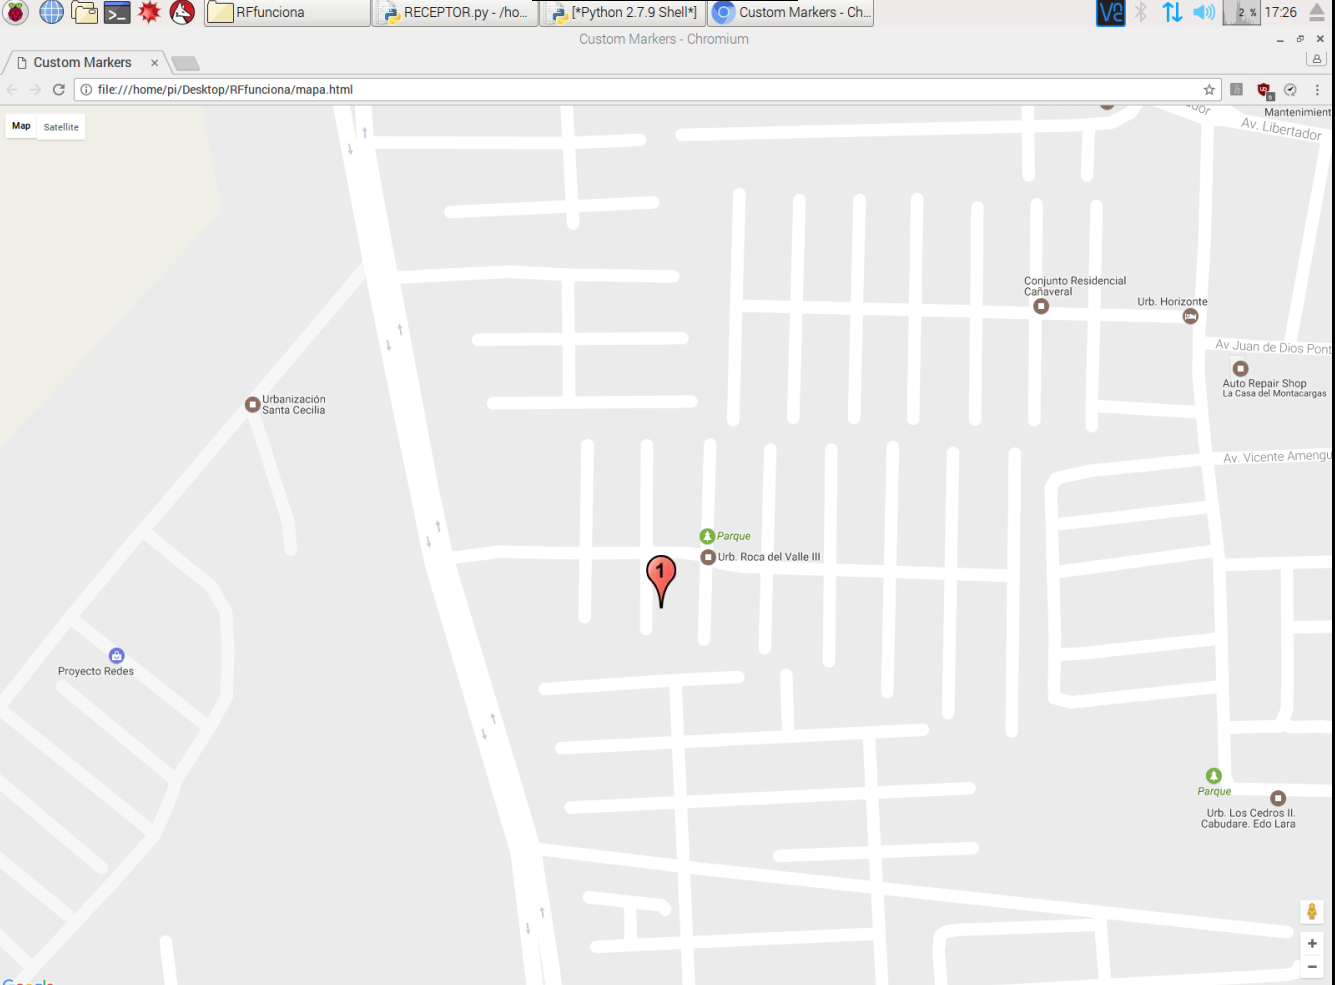 RFfunciona
RECEPTOR.py - /ho...
[*Python 2.7.9 Shell*]
Custom Markers - Ch...
2 %
17:26
Custom Markers - Chromium
Custom Markers
file:///home/pi/Desktop/RFfunciona/mapa.html
Map
Satellite
Mantenimient
Av. Libertador
dor
Conjunto Residencial
Cañaveral
Urb. Horizonte
Av Juan de Dios Pont
Auto Repair Shop
La Casa del Montacargas
Urbanización
Santa Cecilia
Av. Vicente Amengu
Parque
Urb. Roca del Valle III
1
Proyecto Redes
Parque
Urb. Los Cedros II.
Cabudare. Edo Lara
+
−
Google